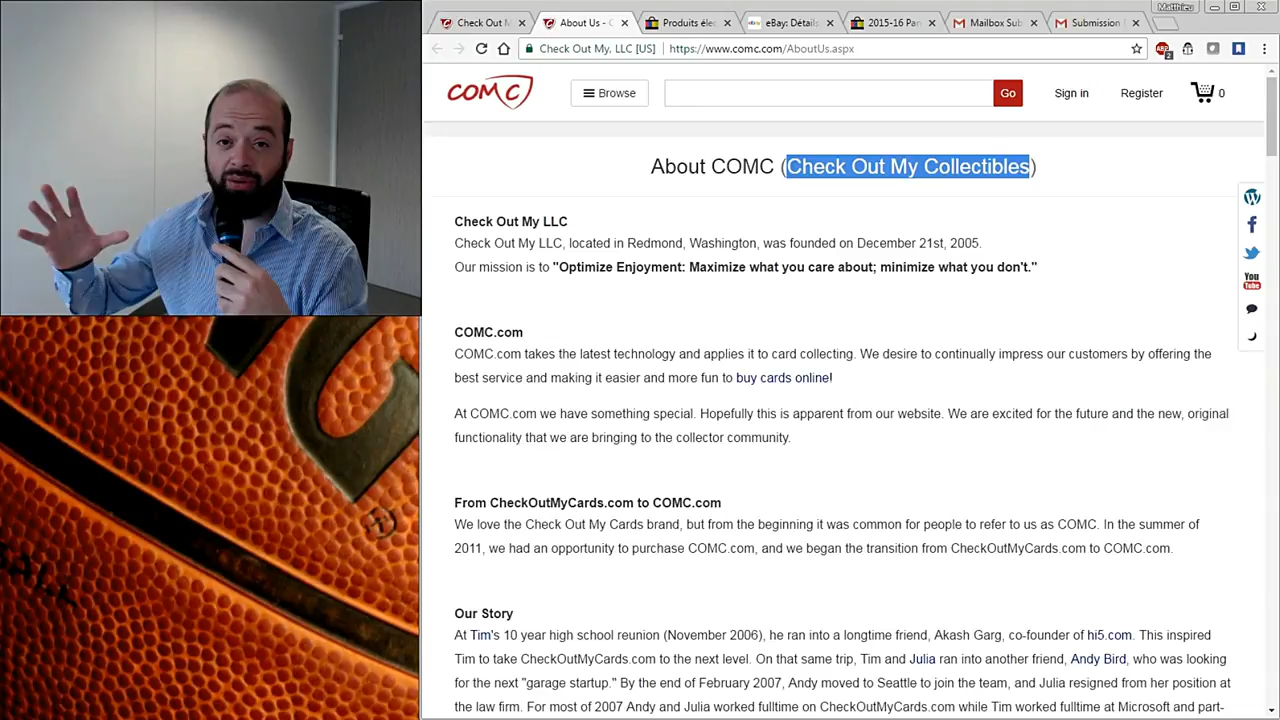 Matthieu
Check Out M
About Us - C
Produits élec
eBay: Détails
2015-16 Pan
Mailbox Sub
Submission
Check Out My, LLC [US]
https://www.comc.com/AboutUs.aspx
2
COMC
Browse
Go
Sign in
Register
0
About COMC (Check Out My Collectibles)
Check Out My LLC
Check Out My LLC, located in Redmond, Washington, was founded on December 21st, 2005.
Our mission is to "Optimize Enjoyment: Maximize what you care about; minimize what you don't."
COMC.com
COMC.com takes the latest technology and applies it to card collecting. We desire to continually impress our customers by offering the
best service and making it easier and more fun to buy cards online!
At COMC.com we have something special. Hopefully this is apparent from our website. We are excited for the future and the new, original
functionality that we are bringing to the collector community.
From CheckOutMyCards.com to COMC.com
We love the Check Out My Cards brand, but from the beginning it was common for people to refer to us as COMC. In the summer of
2011, we had an opportunity to purchase COMC.com, and we began the transition from CheckOutMyCards.com to COMC.com.
Our Story
At Tim's 10 year high school reunion (November 2006), he ran into a longtime friend, Akash Garg, co-founder of hi5.com. This inspired
Tim to take CheckOutMyCards.com to the next level. On that same trip, Tim and Julia ran into another friend, Andy Bird, who was looking
for the next "garage startup." By the end of February 2007, Andy moved to Seattle to join the team, and Julia resigned from her position at
the law firm. For most of 2007 Andy and Julia worked fulltime on CheckOutMyCards.com while Tim worked fulltime at Microsoft and part-
You Tube